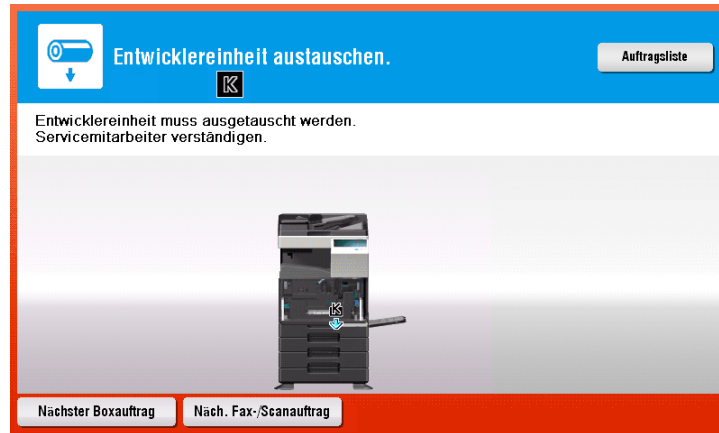 Entwicklereinheit austauschen.
Auftragsliste
K
Entwicklereinheit muss ausgetauscht werden.
Servicemitarbeiter verständigen.
K
Nächster Boxauftrag
Näch. Fax-/Scanauftrag